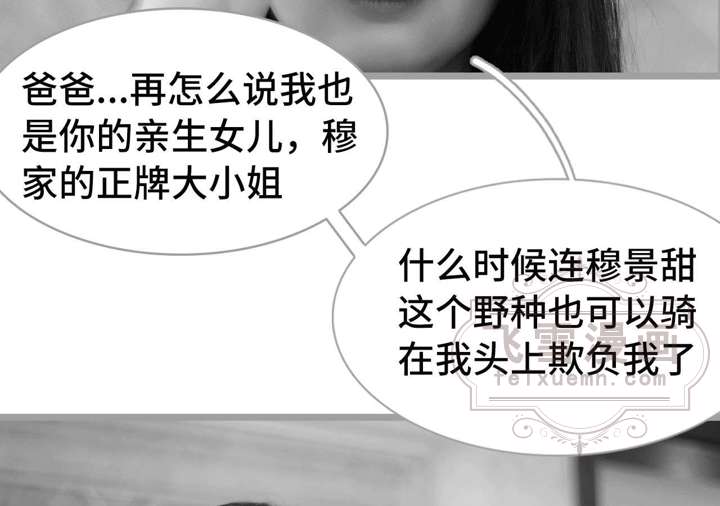 爸爸...再怎么说我也
是你的亲生女儿，穆
家的正牌大小姐
什么时候连穆景甜
这个野种也可以骑
在我头上欺负我了
飞雪漫画
feixuemh.com